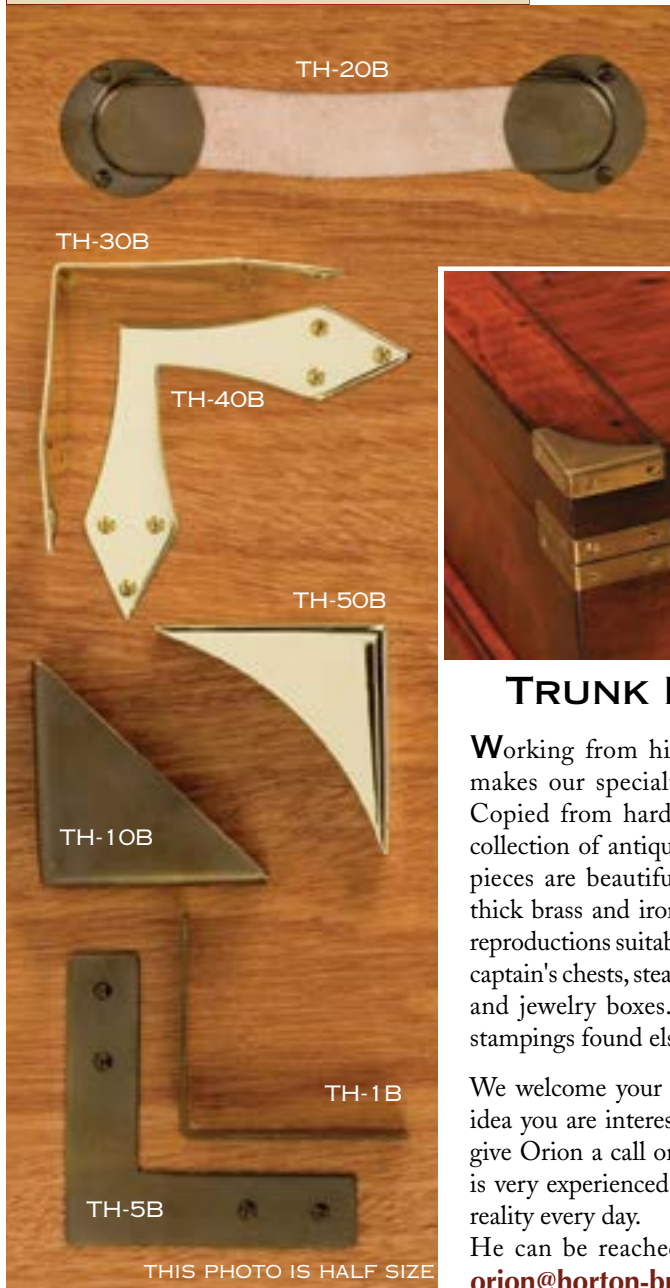 TH-20B
TH-30B
TH-40B
TH-50B
TH-10B
TH-1B
TH-5B
THIS PHOTO IS HALF SIZE
TRUNK
Working from hi
makes our special
Copied from hard
collection of antiqu
pieces are beautifu
thick brass and iron
reproductions suitab
captain's chests, stea
and jewelry boxes.
stampings found els
We welcome your
idea you are interes
give Orion a call or
is very experienced
reality every day.
He can be reached
orion@horton-b